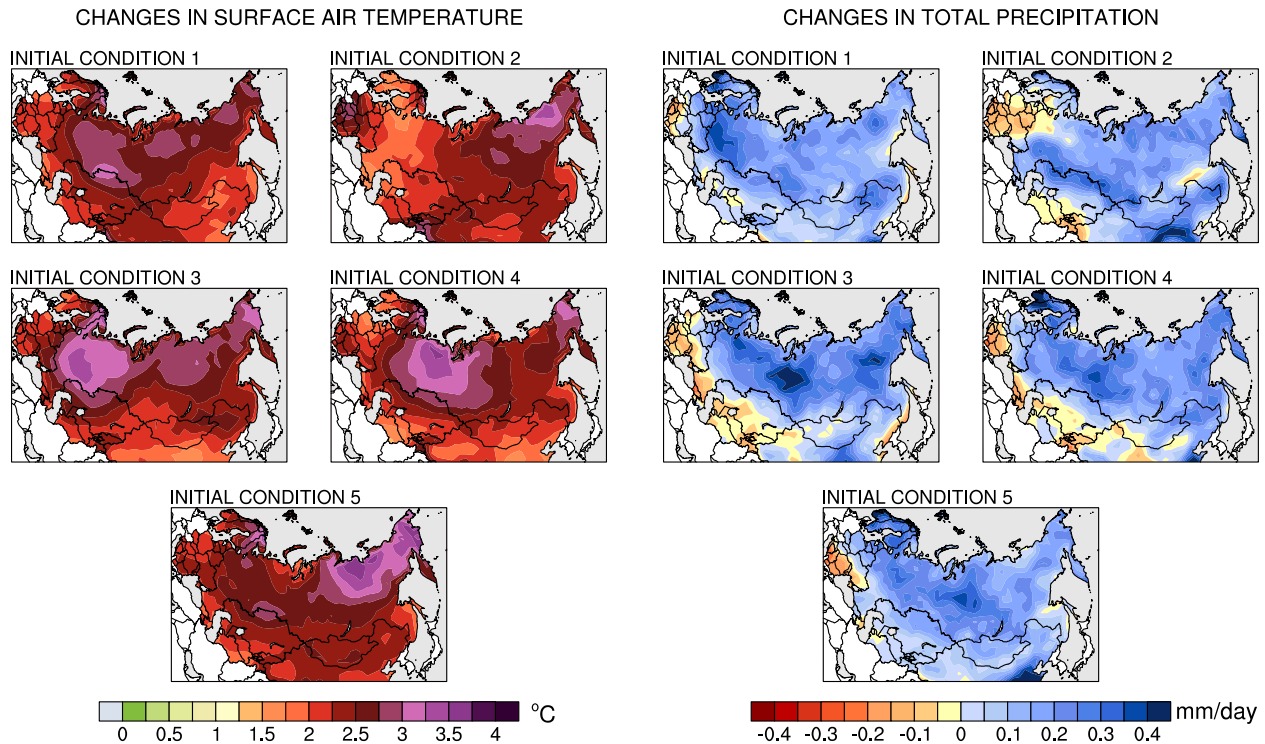 CHANGES IN SURFACE AIR TEMPERATURE
CHANGES IN TOTAL PRECIPITATION
INITIAL CONDITION 1
INITIAL CONDITION 2
INITIAL CONDITION 1
INITIAL CONDITION 2
INITIAL CONDITION 3
INITIAL CONDITION 4
INITIAL CONDITION 3
INITIAL CONDITION 4
INITIAL CONDITION 5
INITIAL CONDITION 5
0 0.5 1 1.5 2 2.5 3 3.5 4 °C
-0.4 -0.3 -0.2 -0.1 0 0.1 0.2 0.3 0.4 mm/day